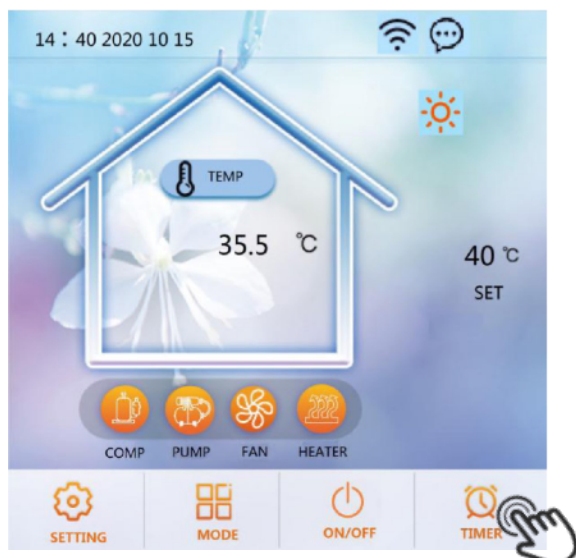 14：40 2020 10 15
TEMP
35.5 ℃
40 ℃
SET
COMP PUMP FAN HEATER
SETTING MODE ON/OFF TIMER